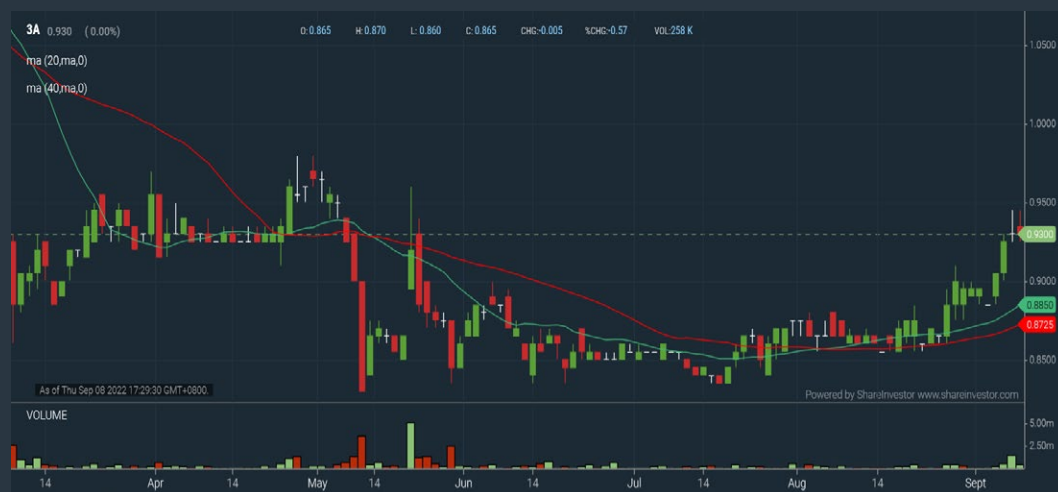 3A 0.930 ( 0.00%) O: 0.865 H: 0.870 L: 0.860 C: 0.865 CHG:-0.005 %CHG:-0.57 VOL:258 K
ma (20,ma,0)
ma (40,ma,0)
1.0500
1.0000
0.9500
0.9300
0.9000
0.8850
0.8725
0.8500
As of Thu Sep 08 2022 17:29:30 GMT+0800.
Powered by ShareInvestor www.shareinvestor.com
VOLUME
5.00m
2.50m
14 Apr 14 May 14 Jun 14 Jul 14 Aug 14 Sept